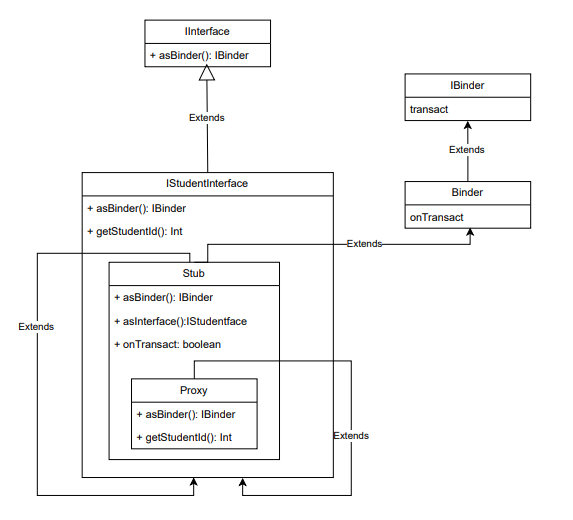 IInterface
+ asBinder(): IBinder
Extends
IBinder
transact
Extends
Binder
onTransact
IStudentInterface
+ asBinder(): IBinder
+ getStudentId(): Int
Extends
Stub
+ asBinder(): IBinder
+ asInterface():IStudentface
+ onTransact: boolean
Extends
Proxy
+ asBinder(): IBinder
+ getStudentId(): Int
Extends